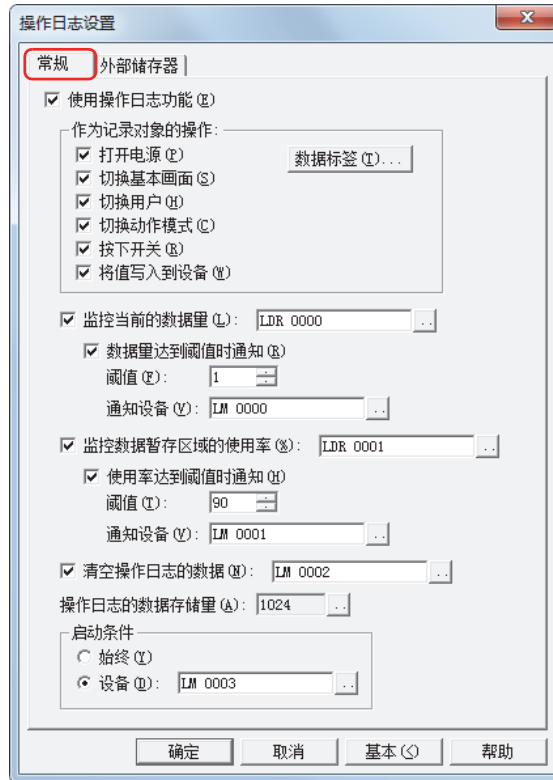 操作日志设置
常规 外部储存器
使用操作日志功能(E)
作为记录对象的操作:
打开电源(P) 数据标签(T)...
切换基本画面(S)
切换用户(H)
切换动作模式(C)
按下开关(R)
将值写入到设备(W)
监控当前的数据量(L): LDR 0000 ..
数据量达到阈值时通知(R)
阈值(F): 1
通知设备(V): LM 0000 ..
监控数据暂存区域的使用率(%): LDR 0001 ..
使用率达到阈值时通知(H)
阈值(T): 90
通知设备(V): LM 0001 ..
清空操作日志的数据(N): LM 0002 ..
操作日志的数据存储量(A): 1024 ..
启动条件
始终(Y)
设备(D): LM 0003 ..
确定 取消 基本(<) 帮助